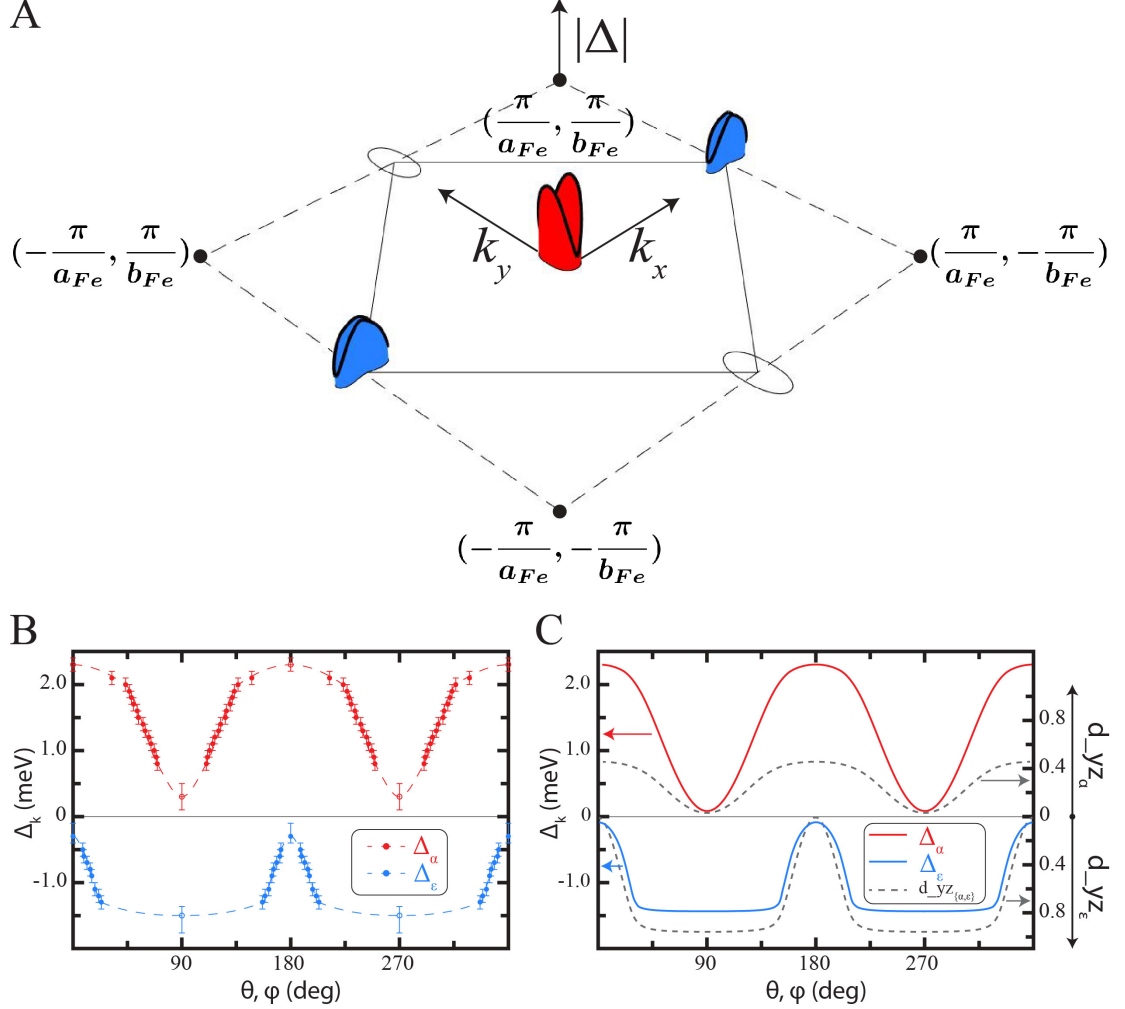 A
|Δ|
(π/a_Fe, π/b_Fe)
(-π/a_Fe, π/b_Fe)
k_y
k_x
(π/a_Fe, -π/b_Fe)
(-π/a_Fe, -π/b_Fe)
B
2.0
1.0
0
-1.0
Δ_k (meV)
Δ_α
Δ_ε
90
180
270
θ, φ (deg)
C
2.0
1.0
0
-1.0
Δ_k (meV)
Δ_α
Δ_ε
d_yz_{α,ε}
0.8
0.4
0
0.4
0.8
d_yz_α
d_yz_ε
90
180
270
θ, φ (deg)